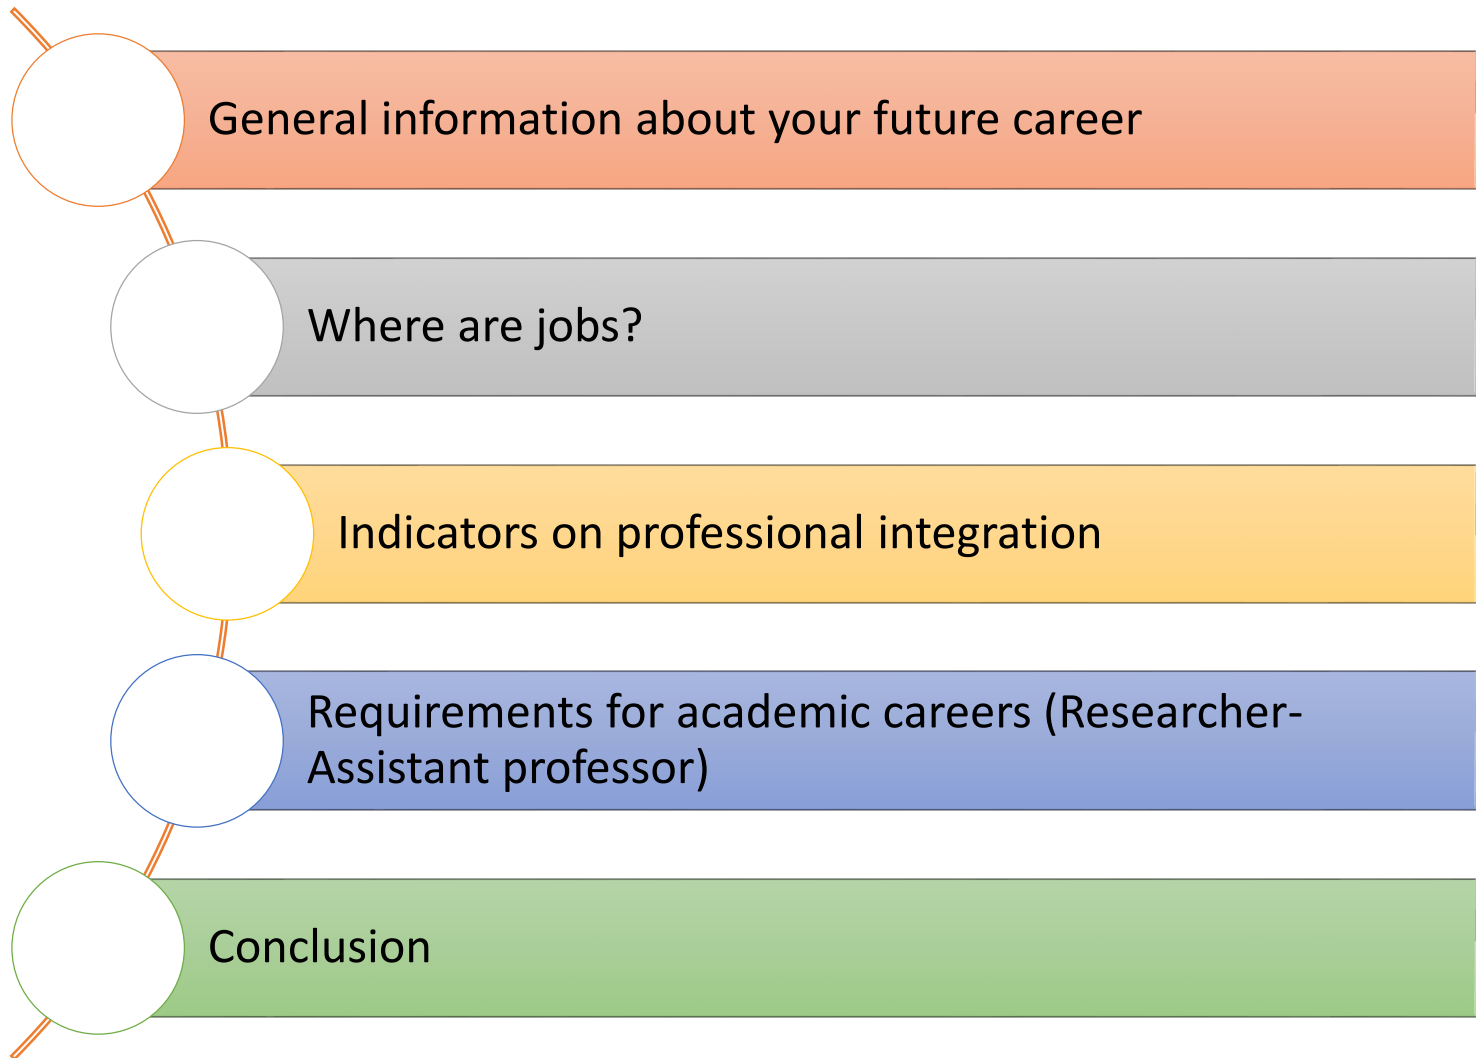 General information about your future career
Where are jobs?
Indicators on professional integration
Requirements for academic careers (Researcher-
Assistant professor)
Conclusion